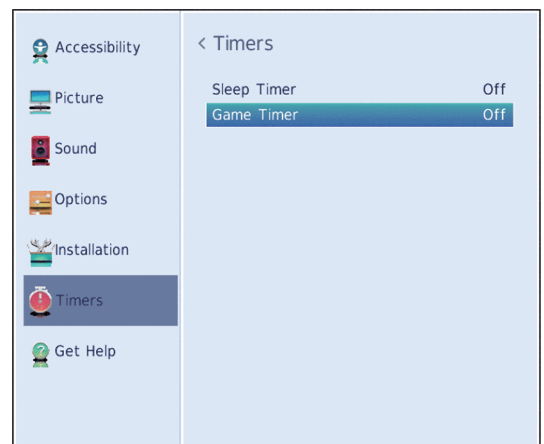 Accessibility
Picture
Sound
Options
Installation
Timers
Get Help
< Timers
Sleep Timer Off
Game Timer Off